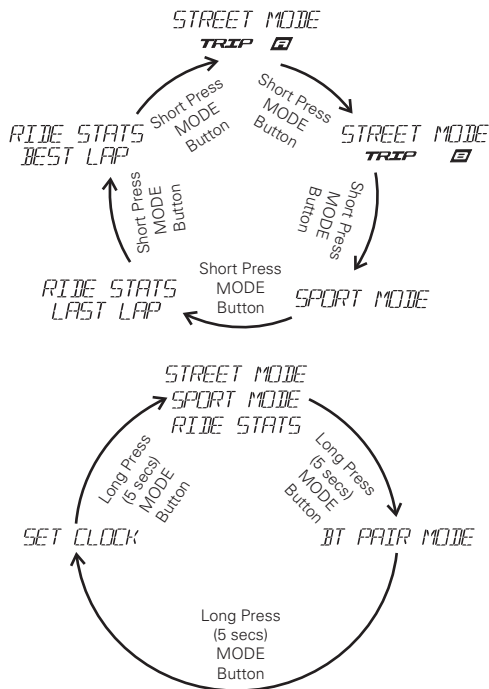 STREET MODE
TRIP A
Short Press
MODE
Button
Short Press
MODE
Button
RIDE STATS
BEST LAP
STREET MODE
TRIP B
Short Press
MODE
Button
Short Press
MODE
Button
RIDE STATS
LAST LAP
Short Press
MODE
Button
SPORT MODE
STREET MODE
SPORT MODE
RIDE STATS
Long Press
(5 secs)
MODE
Button
Long Press
(5 secs)
MODE
Button
SET CLOCK
BT PAIR MODE
Long Press
(5 secs)
MODE
Button